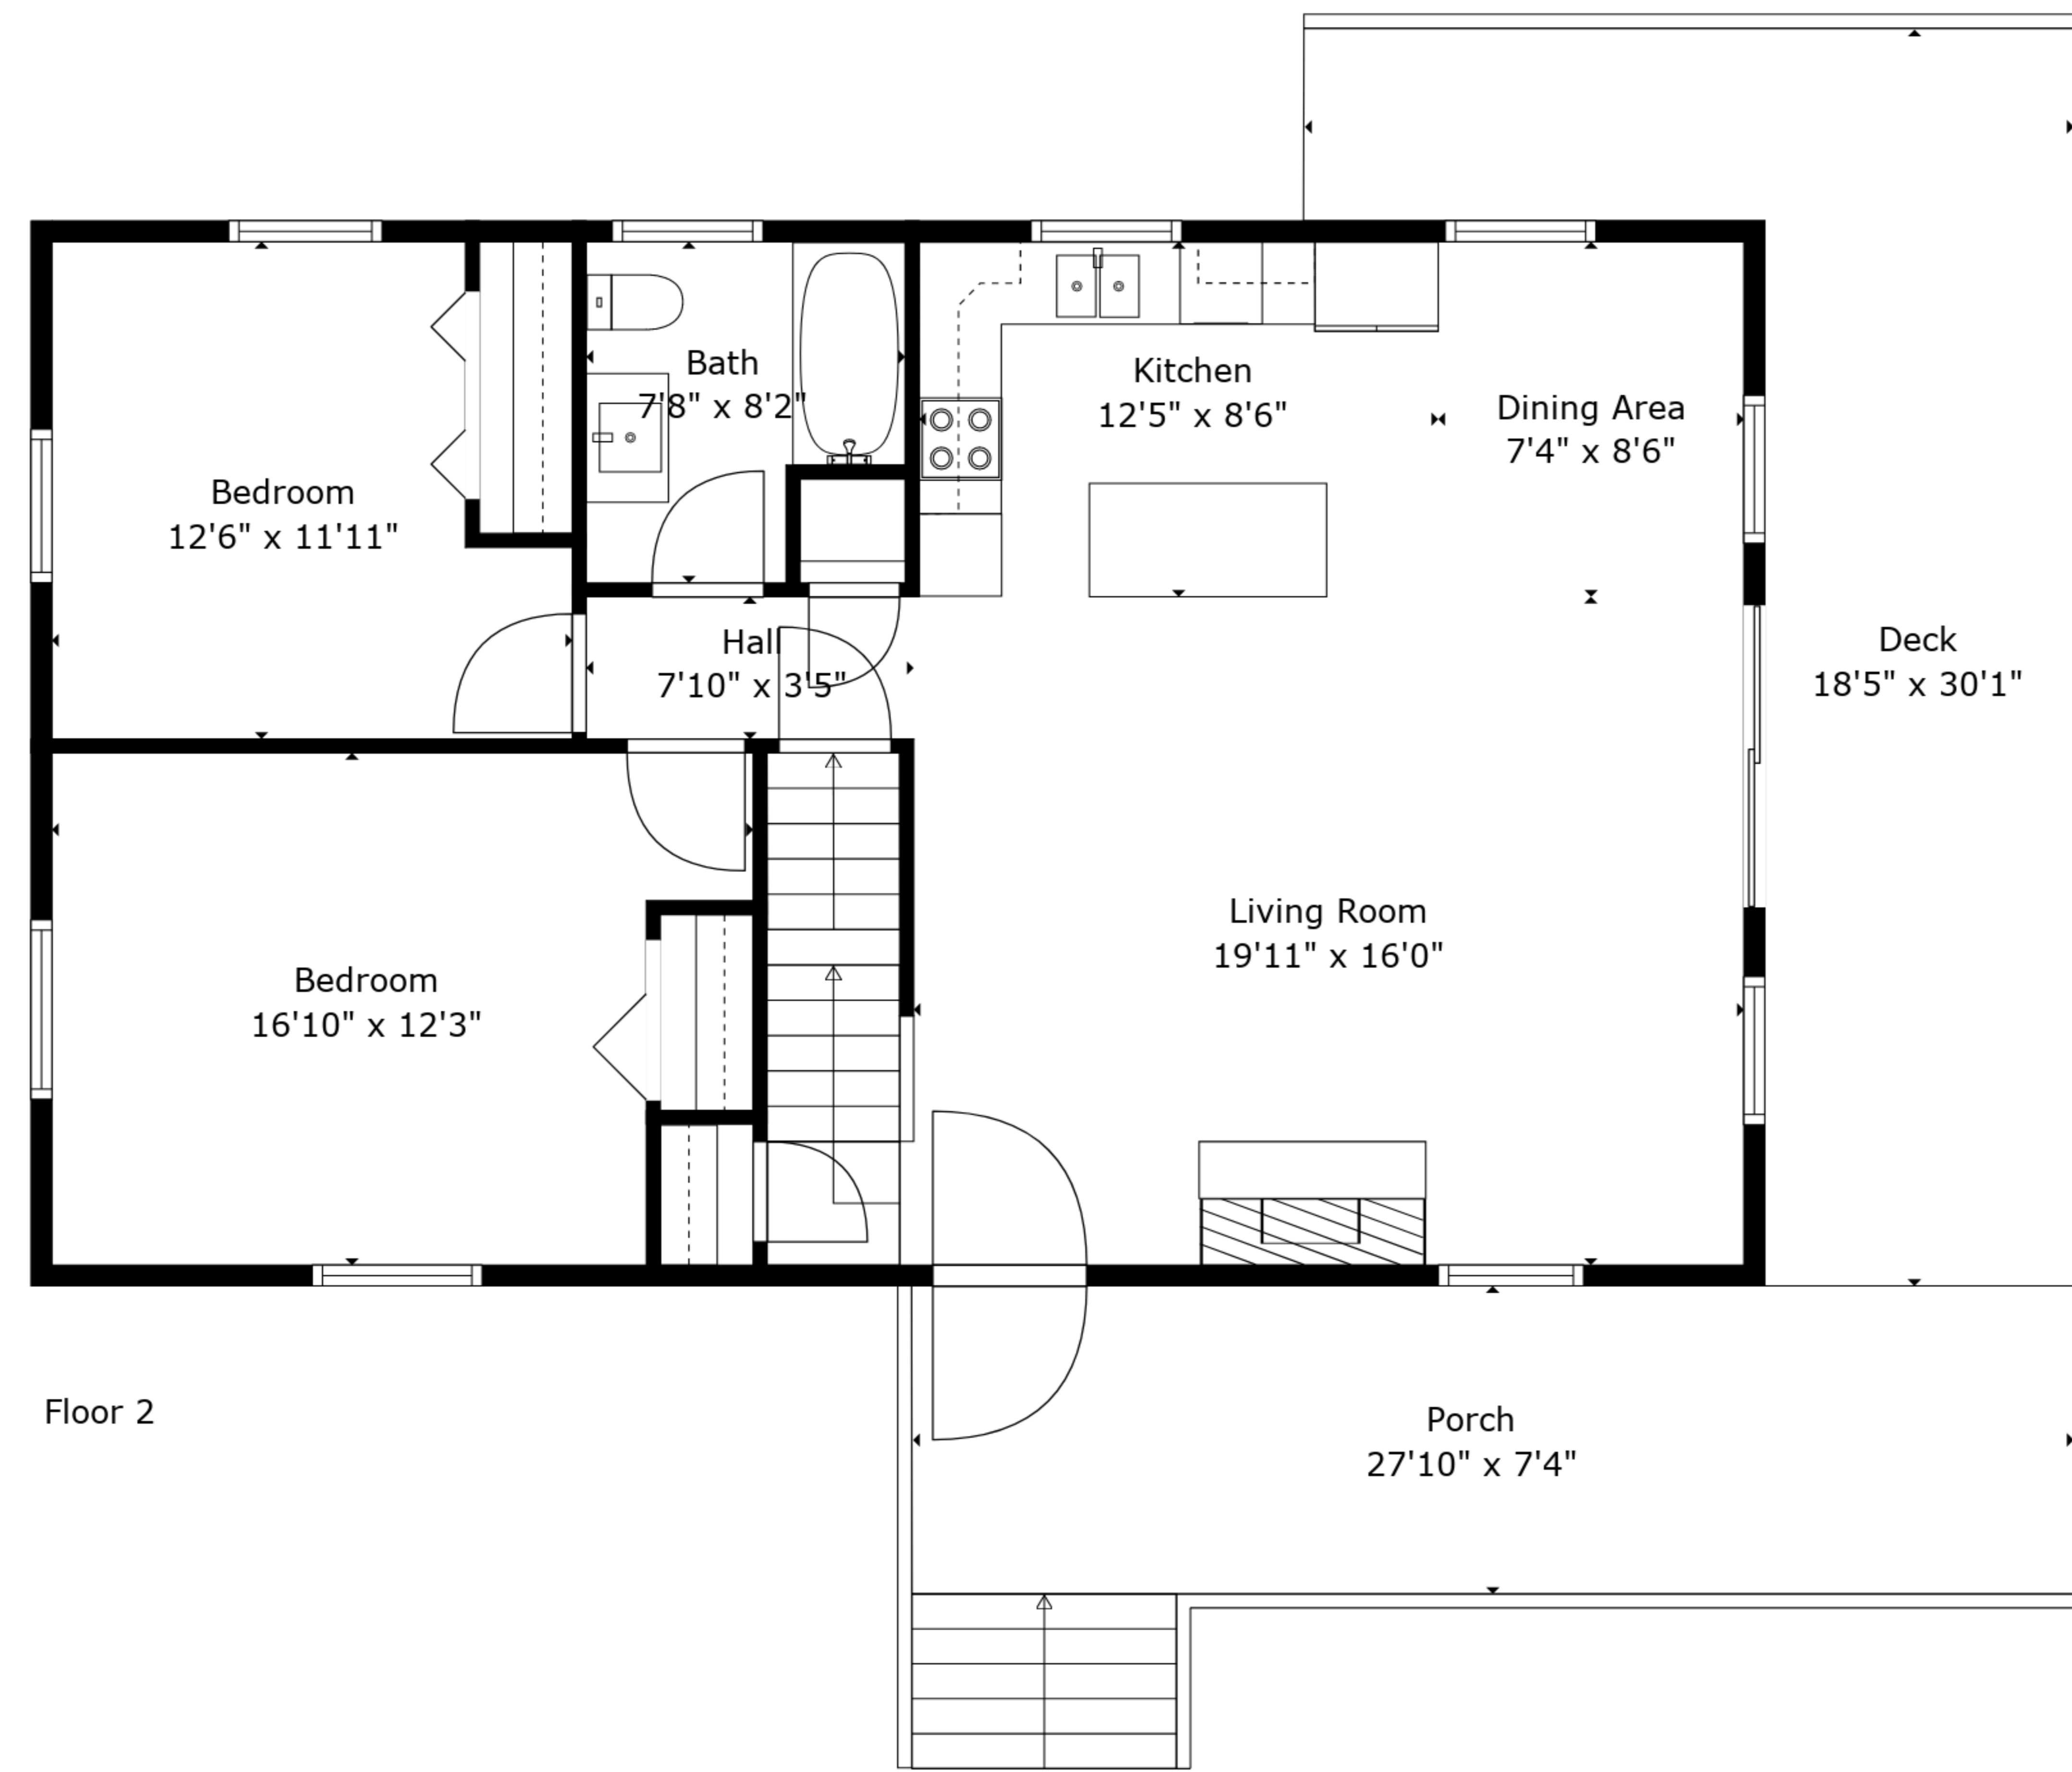 Bath
7'8" x 8'2"
Kitchen
12'5" x 8'6"
Dining Area
7'4" x 8'6"
Bedroom
12'6" x 11'11"
Hall
7'10" x 3'5"
Deck
18'5" x 30'1"
Living Room
19'11" x 16'0"
Bedroom
16'10" x 12'3"
Floor 2
Porch
27'10" x 7'4"